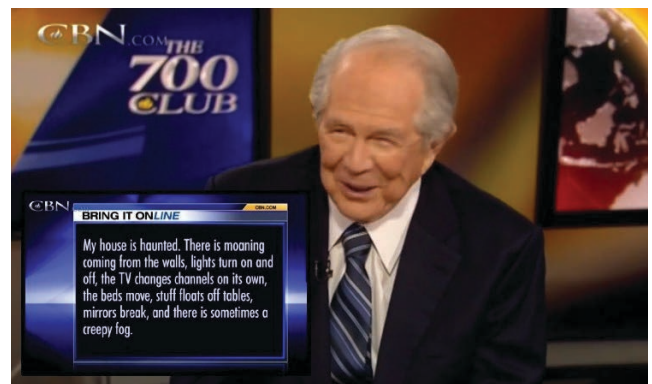 CBN.COM
THE
700
CLUB
CBN
CBN.COM
BRING IT ONLINE
My house is haunted. There is moaning
coming from the walls, lights turn on and
off, the TV changes channels on its own,
the beds move, stuff floats off tables,
mirrors break, and there is sometimes a
creepy fog.